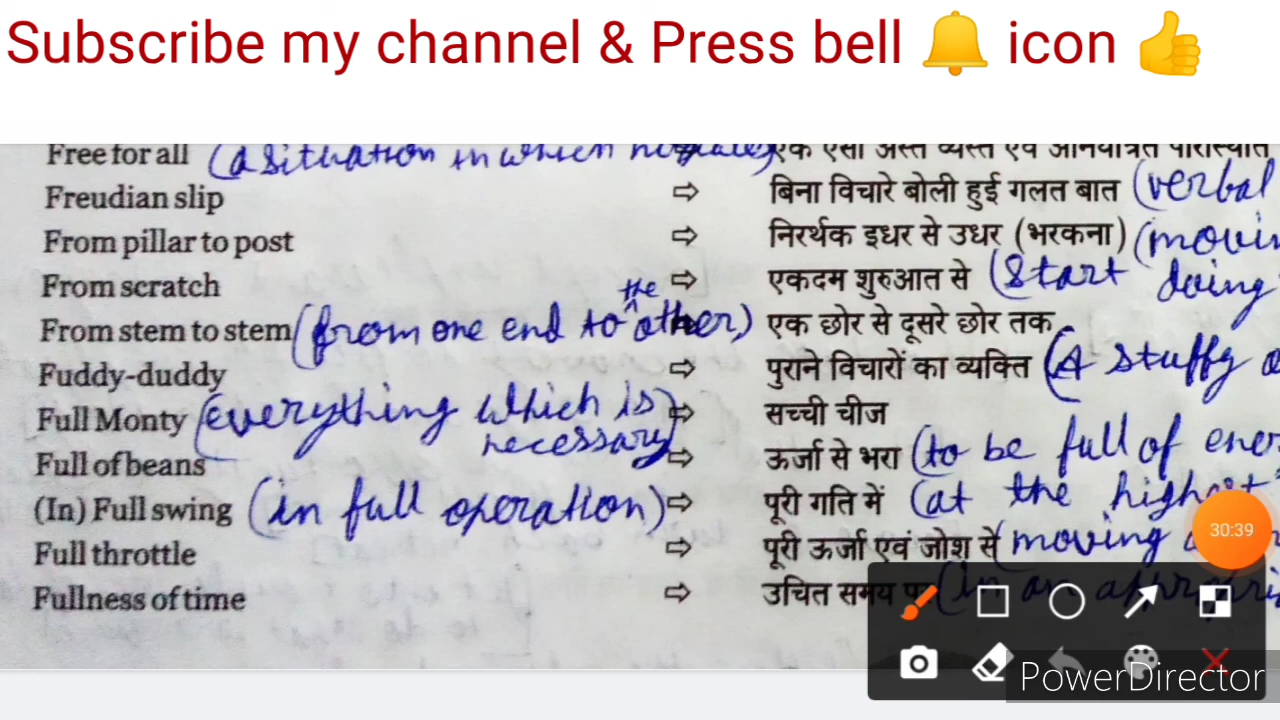 Subscribe my channel & Press bell 🔔 icon 👍
Free for all (a situation in which एक ऐसी अस्त व्यस्त एवं अनियंत्रित परिस्थिति
Freudian slip ⇨ बिना विचारे बोली हुई गलत बात (verbal
From pillar to post ⇨ निरर्थक इधर से उधर (भरकना) (movin
From scratch ⇨ एकदम शुरुआत से (Start doing
From stem to stem (from one end to the other) एक छोर से दूसरे छोर तक
Fuddy-duddy ⇨ पुराने विचारों का व्यक्ति (A stuffy
Full Monty (everything which is necessary) ⇨ सच्ची चीज
Full of beans ⇨ ऊर्जा से भरा (to be full of ener
(In) Full swing (in full operation) ⇨ पूरी गति में (at the highest
Full throttle ⇨ पूरी ऊर्जा एवं जोश से (moving
Fullness of time ⇨ उचित समय (in an
30:39
PowerDirector